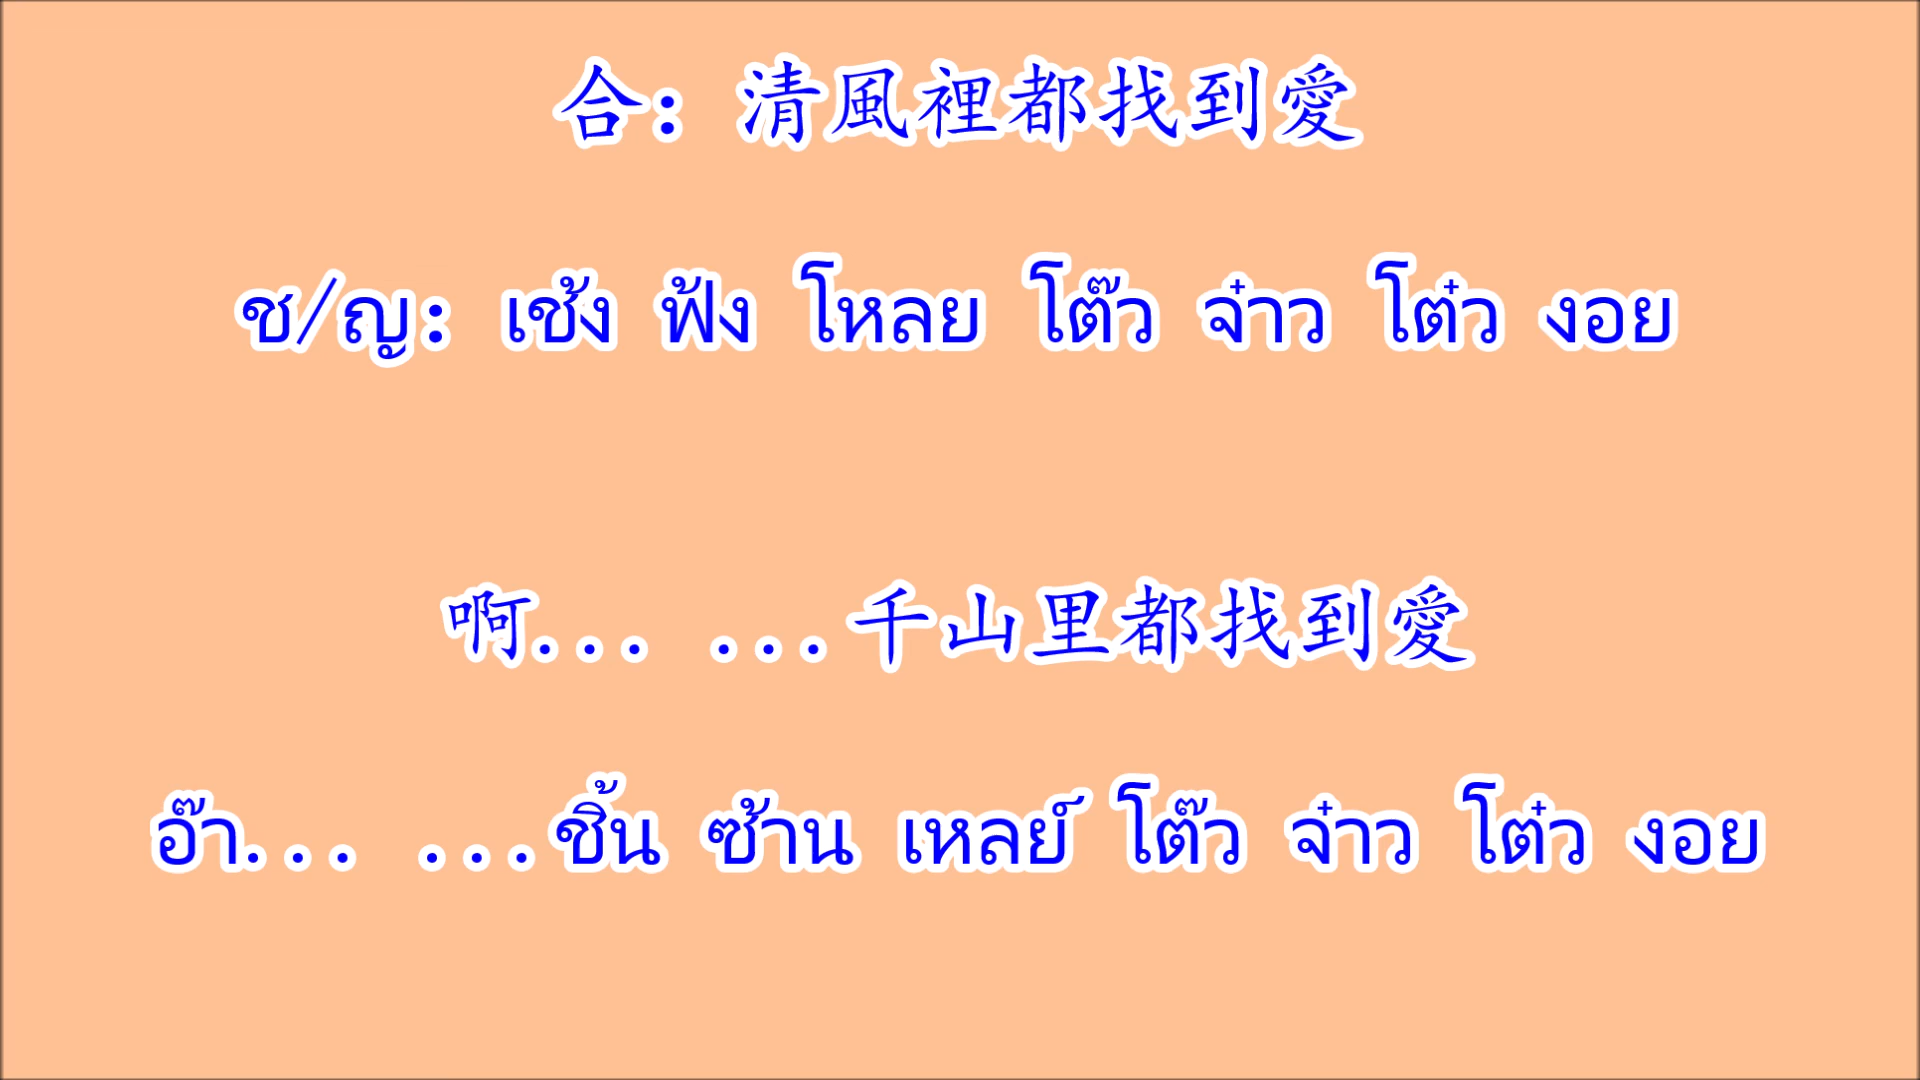 合: 清風裡都找到愛
ช/ญ: เช้ง ฟ้ง โหลย โต๊ว จ๋าว โต๋ว งอย
啊... ...千山里都找到愛
อ๊า... ...ชิ้น ซ้าน เหลย์ โต๊ว จ๋าว โต๋ว งอย